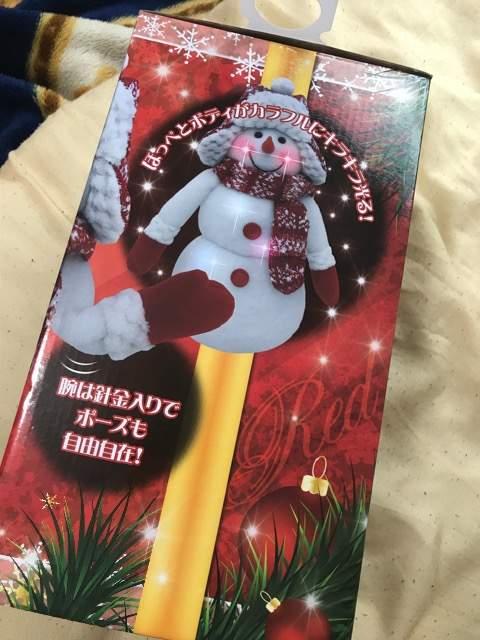 ほっぺとボディがカラフルにキラキラ光る!
腕は針金入りで
ポーズも
自由自在!
Red